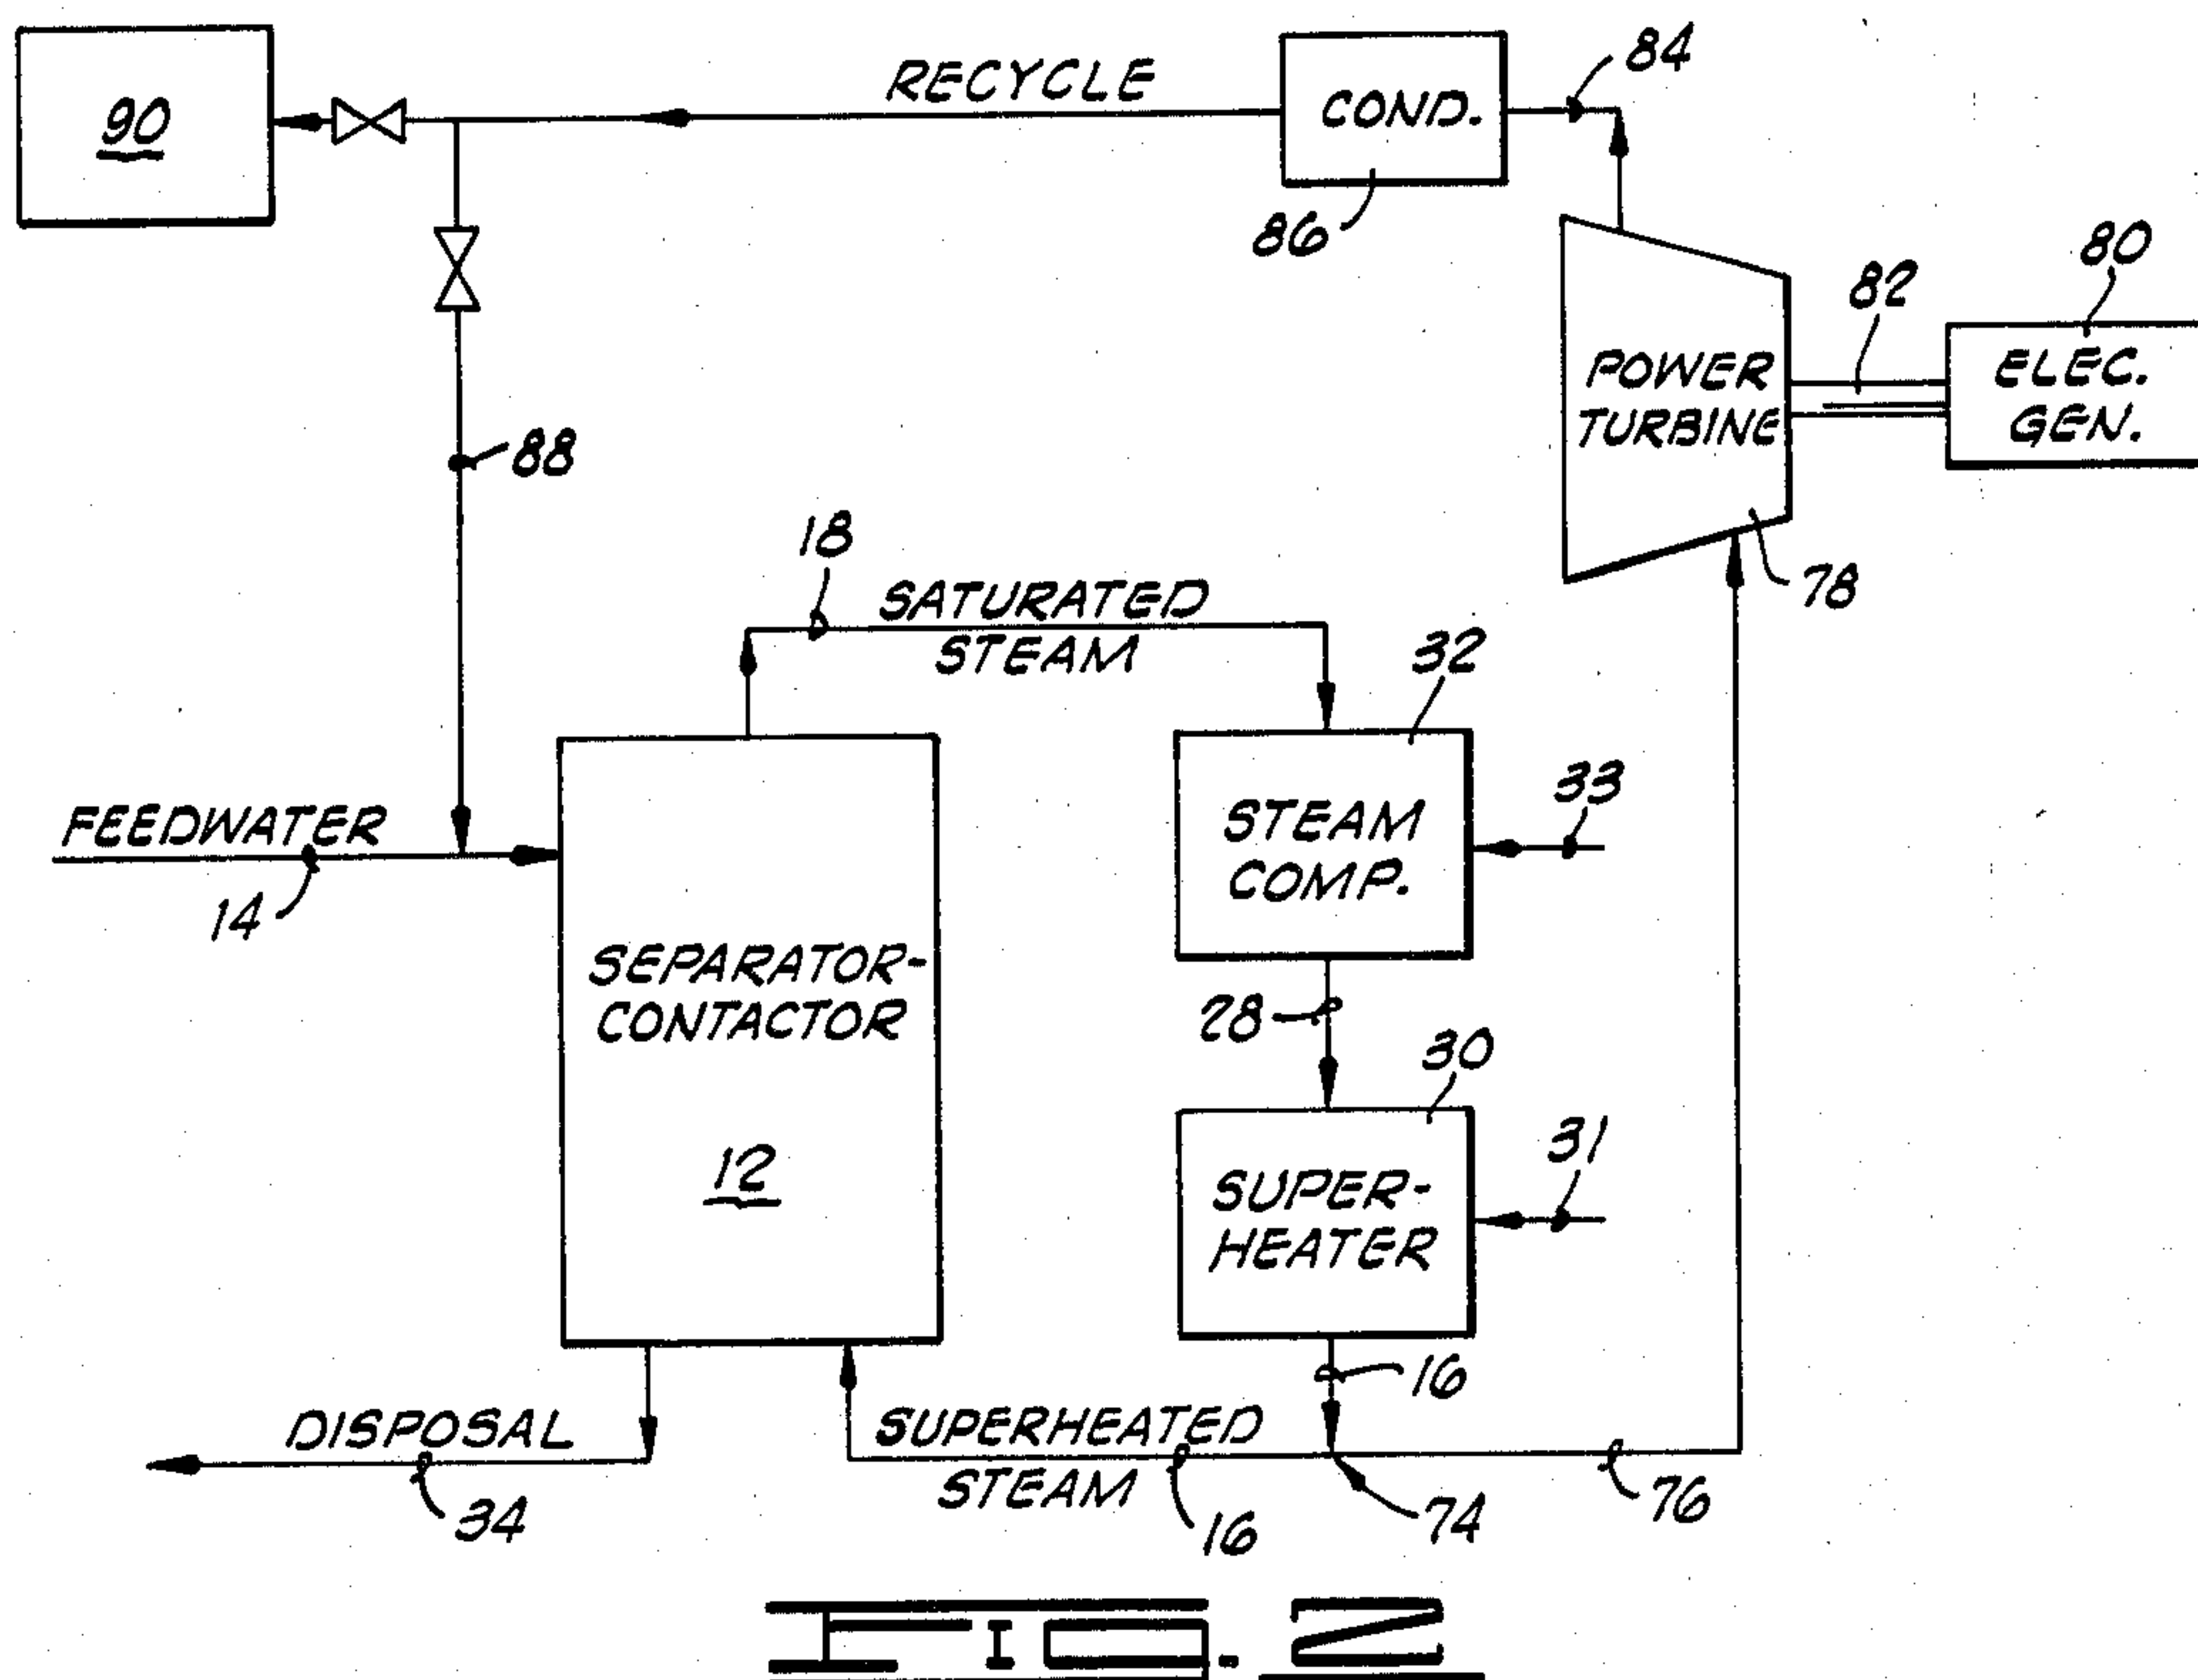 90
RECYCLE
COND.
84
86
80
82
POWER
TURBINE
ELEC.
GEN.
88
78
18
SATURATED
STEAM
32
33
FEEDWATER
14
STEAM
COMP.
SEPARATOR-
CONTACTOR
12
28
30
31
SUPER-
HEATER
16
DISPOSAL
34
SUPERHEATED
STEAM
16
74
76
FIG. 2